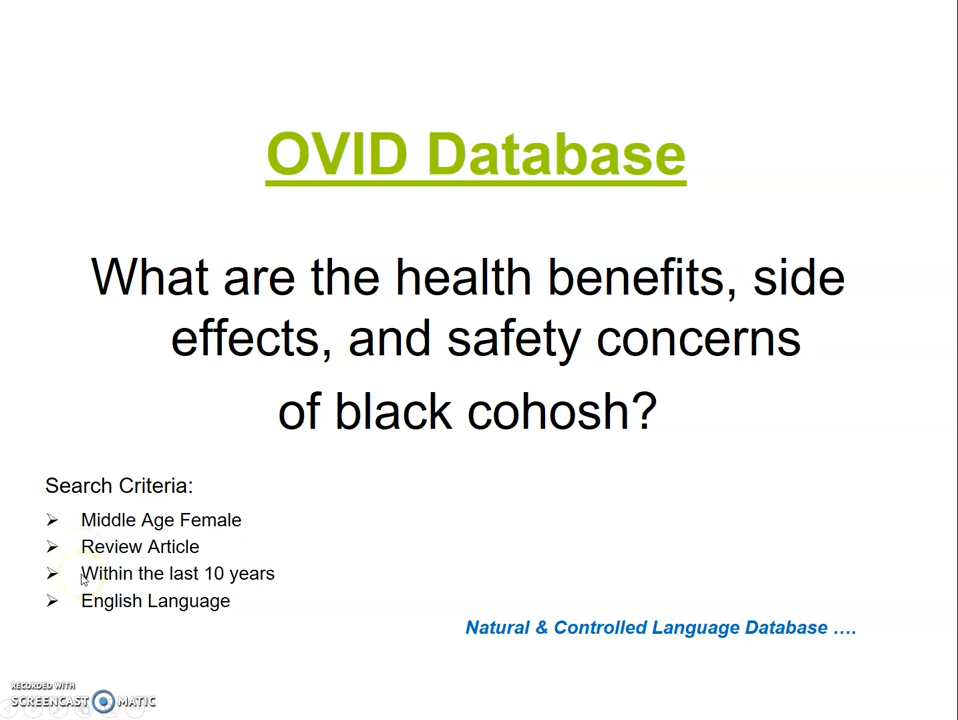 OVID Database
What are the health benefits, side
effects, and safety concerns
of black cohosh?
Search Criteria:
➢ Middle Age Female
➢ Review Article
➢ Within the last 10 years
➢ English Language
Natural & Controlled Language Database ....
RECORDED WITH
SCREENCAST MATIC